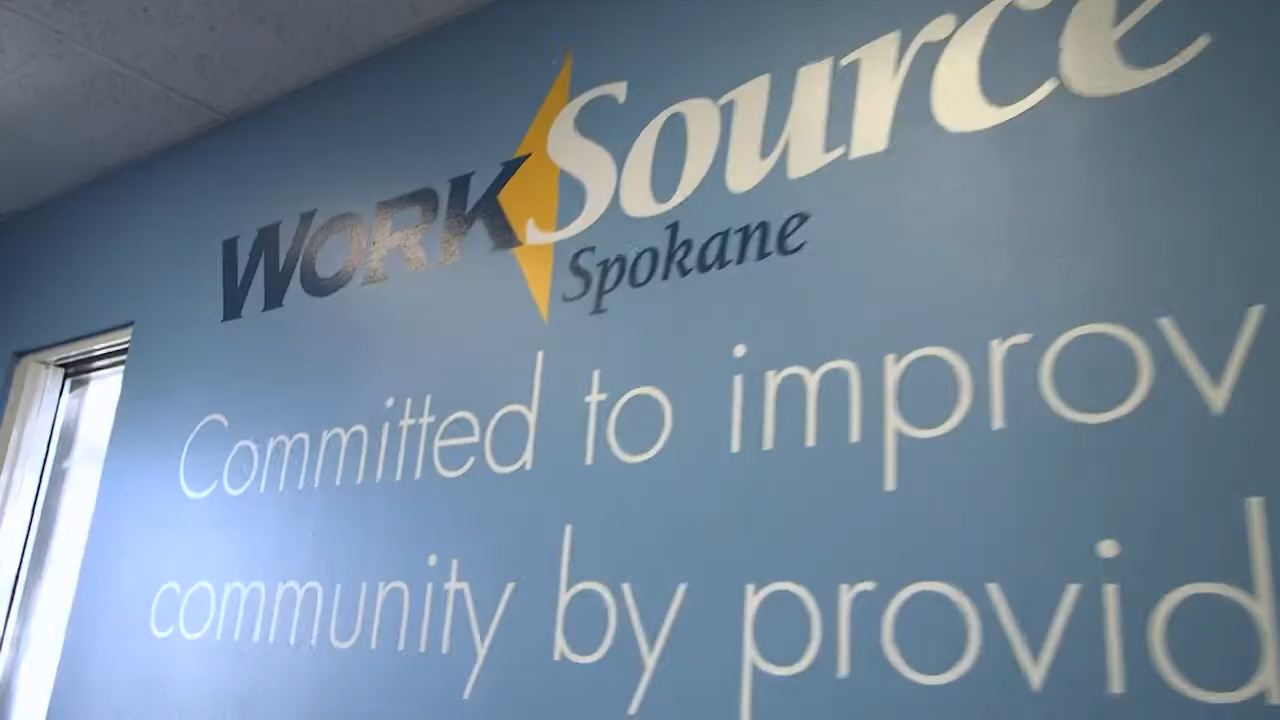 WorkSource
Spokane
Committed to improv
community by provid